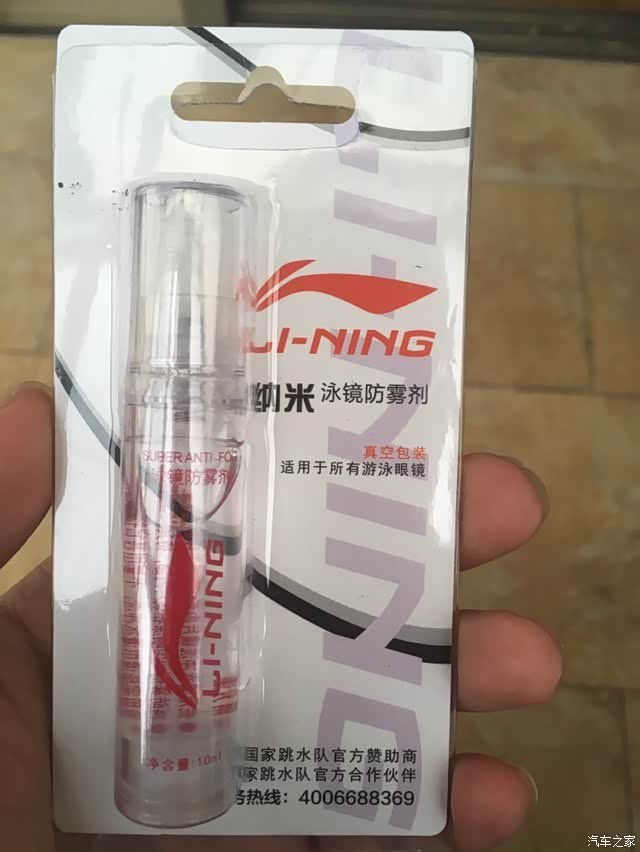 LI-NING
LI-NING
纳米 泳镜防雾剂
真空包装
适用于所有游泳眼镜
SUPER ANTI-FOG
泳镜防雾剂
LI-NING
净含量:10ml
国家跳水队官方赞助商
家跳水队官方合作伙伴
务热线：4006688369
汽车之家